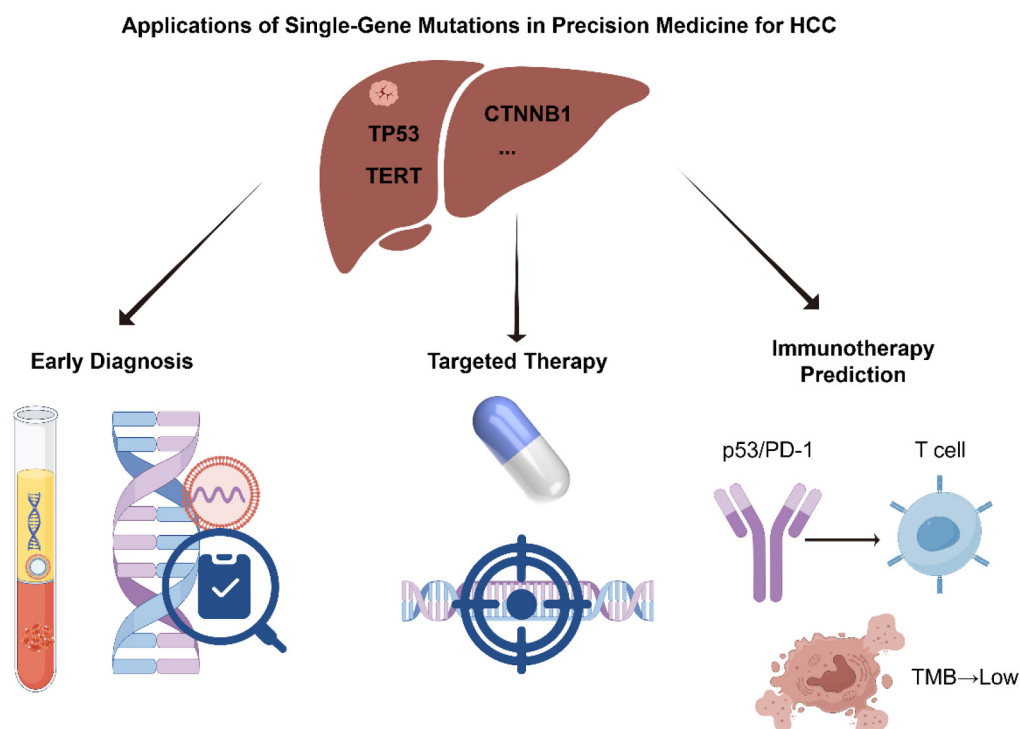 Applications of Single-Gene Mutations in Precision Medicine for HCC
TP53
TERT
CTNNB1
...
Early Diagnosis
Targeted Therapy
Immunotherapy
Prediction
p53/PD-1
T cell
TMB→Low